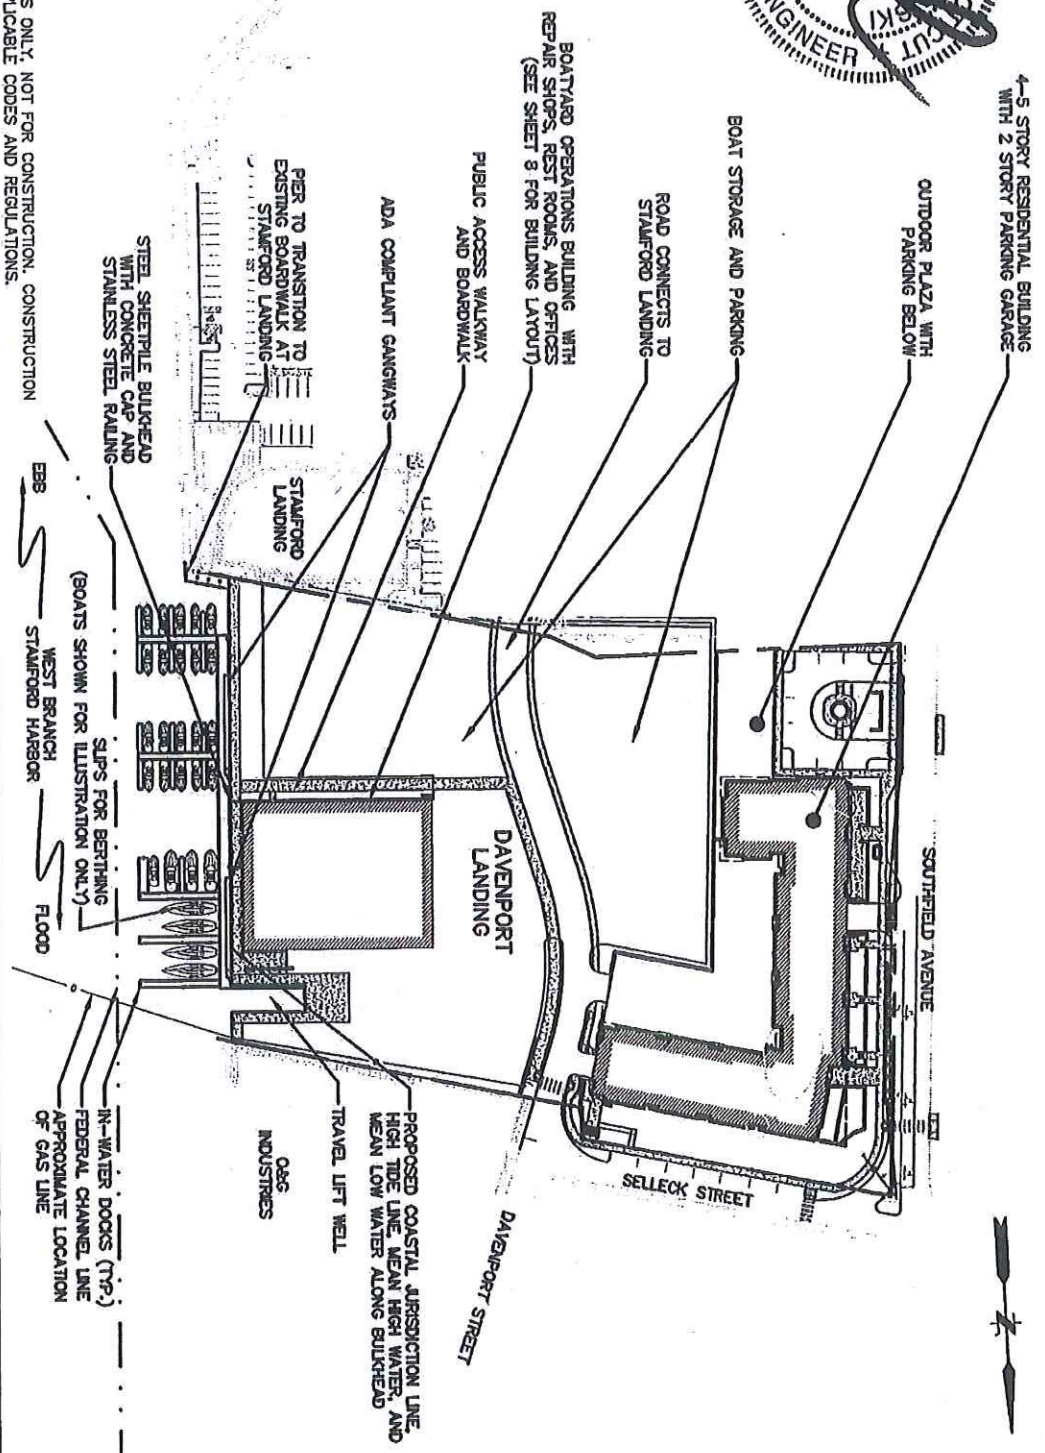 4-5 STORY RESIDENTIAL BUILDING
WITH 2 STORY PARKING GARAGE
OUTDOOR PLAZA WITH
PARKING BELOW
BOAT STORAGE AND PARKING
ROAD CONNECTS TO
STAMFORD LANDING
BOATYARD OPERATIONS BUILDING WITH
REPAIR SHOPS, REST ROOMS, AND OFFICES
(SEE SHEET 8 FOR BUILDING LAYOUT)
PUBLIC ACCESS WALKWAY
AND BOARDWALK
ADA COMPLIANT GANGWAYS
PIER TO TRANSITION TO
EXISTING BOARDWALK AT
STAMFORD LANDING
STEEL SHEETPILE BULKHEAD
WITH CONCRETE CAP AND
STAINLESS STEEL RAILING
STAMFORD
LANDING
DAVENPORT
LANDING
SOUTHFIELD AVENUE
SELLECK STREET
DAVENPORT STREET
O&G
INDUSTRIES
TRAVEL LIFT WELL
PROPOSED COASTAL JURISDICTION LINE,
HIGH TIDE LINE, MEAN HIGH WATER, AND
MEAN LOW WATER ALONG BULKHEAD
SLIPS FOR BERTHING
(BOATS SHOWN FOR ILLUSTRATION ONLY)
IN-WATER DOCKS (TYP.)
FEDERAL CHANNEL LINE
APPROXIMATE LOCATION
OF GAS LINE
EBB
WEST BRANCH
STAMFORD HARBOR
FLOOD
S ONLY, NOT FOR CONSTRUCTION. CONSTRUCTION
PLICABLE CODES AND REGULATIONS.
CUT
SKI
ENGINEER
N